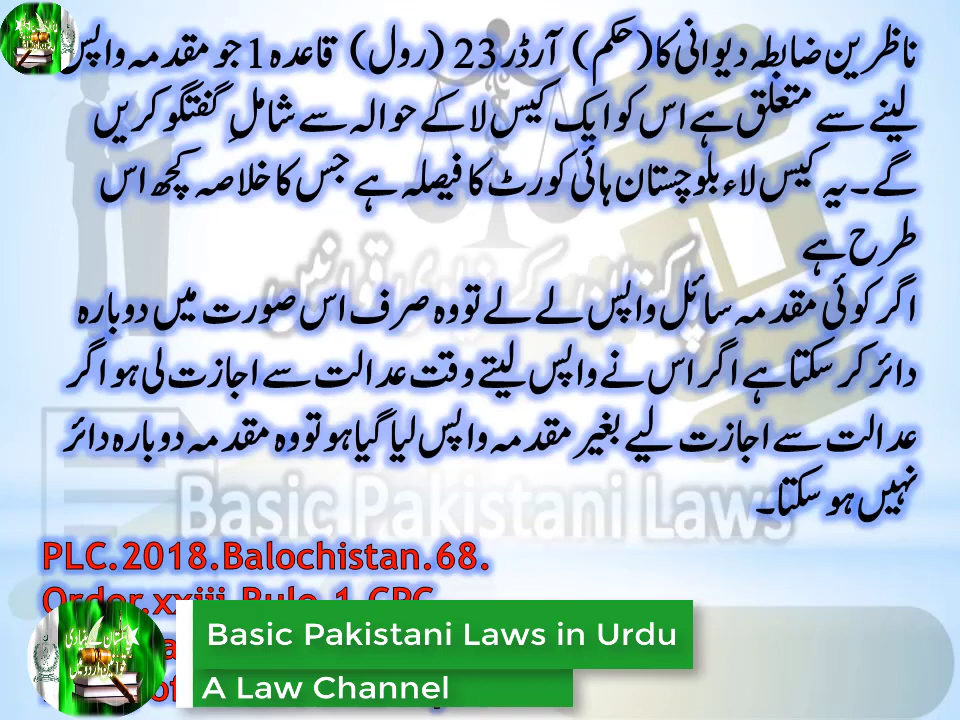 ناظرین ضابطہ دیوانی کا (حکم) آرڈر 23 (رول) قاعدہ 1 جو مقدمہ واپس
لینے سے متعلق ہے اس کو ایک کیس لا کے حوالہ سے شاملِ گفتگو کریں
گے۔ یہ کیس لاء بلوچستان ہائی کورٹ کا فیصلہ ہے جس کا خلاصہ کچھ اس
طرح ہے
اگر کوئی مقدمہ سائل واپس لے لے تو وہ صرف اس صورت میں دوبارہ
دائر کر سکتا ہے اگر اس نے واپس لیتے وقت عدالت سے اجازت لی ہو اگر
عدالت سے اجازت لیے بغیر مقدمہ واپس لیا گیا ہو تو وہ مقدمہ دوبارہ دائر
نہیں ہو سکتا۔
Basic Pakistani Laws
PLC.2018.Balochistan.68.
Order.xxiii.Rule.1.CPC
Basic Pakistani Laws in Urdu
A Law Channel